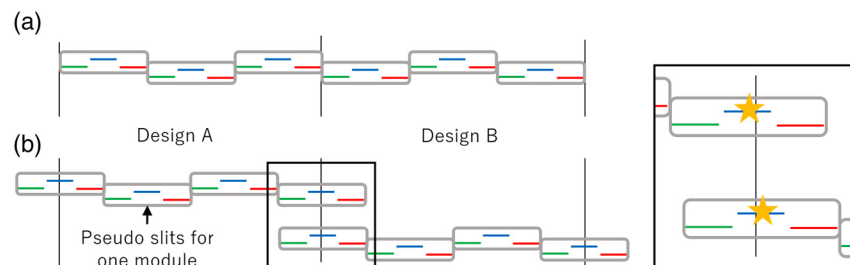 (a)
Design A
Design B
(b)
Pseudo slits for
one module